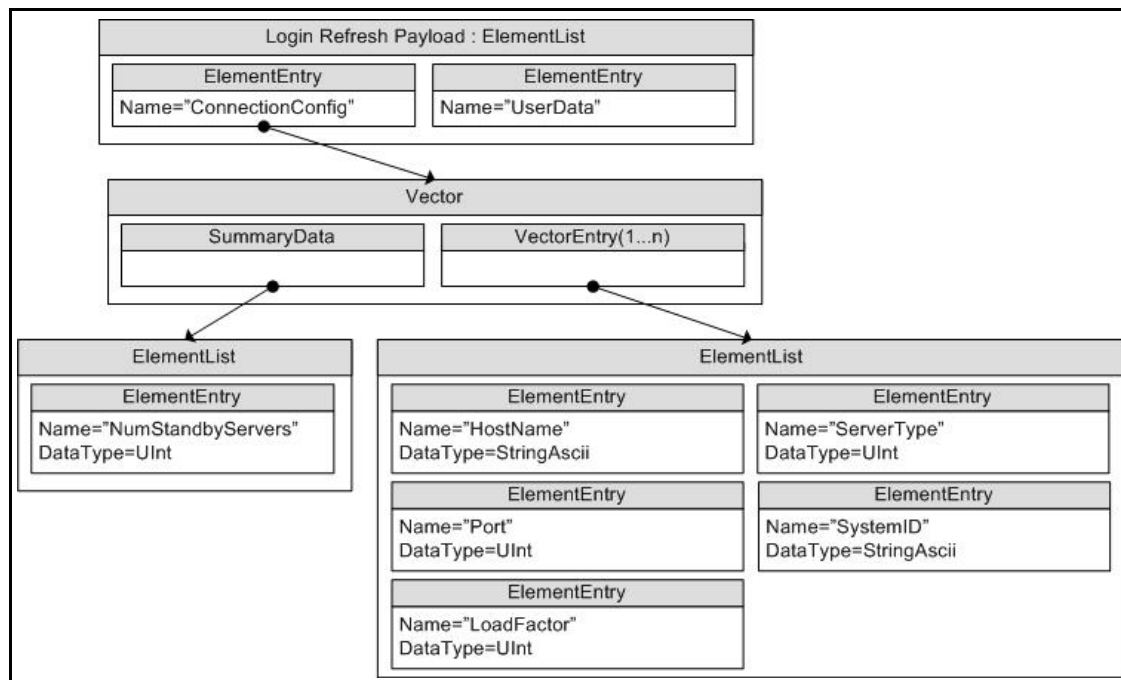 Login Refresh Payload : ElementList
ElementEntry
Name="ConnectionConfig"
ElementEntry
Name="UserData"
Vector
SummaryData
VectorEntry(1...n)
ElementList
ElementEntry
Name="NumStandbyServers"
DataType=UInt
ElementList
ElementEntry
Name="HostName"
DataType=StringAscii
ElementEntry
Name="ServerType"
DataType=UInt
ElementEntry
Name="Port"
DataType=UInt
ElementEntry
Name="SystemID"
DataType=StringAscii
ElementEntry
Name="LoadFactor"
DataType=UInt